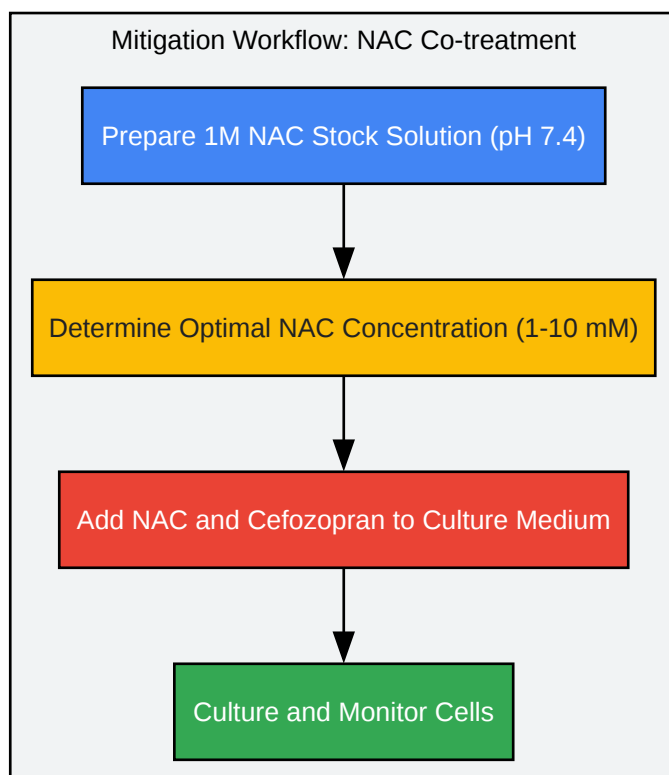 Mitigation Workflow: NAC Co-treatment
Prepare 1M NAC Stock Solution (pH 7.4)
Determine Optimal NAC Concentration (1-10 mM)
Add NAC and Cefozopran to Culture Medium
Culture and Monitor Cells